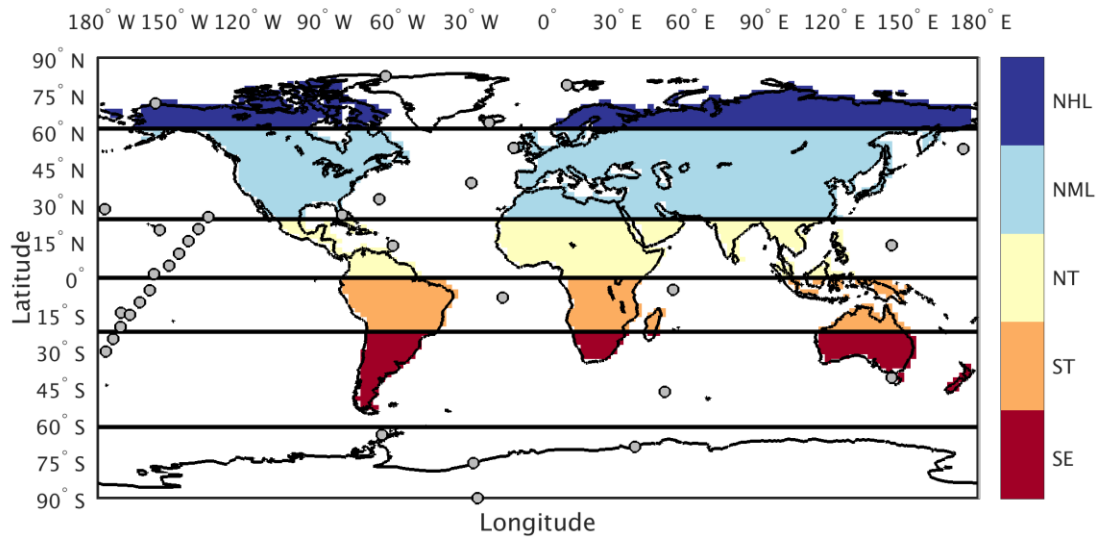 180° W 150° W 120° W 90° W 60° W 30° W 0° 30° E 60° E 90° E 120° E 150° E 180° E
90° N
75° N
60° N
45° N
30° N
15° N
0°
15° S
30° S
45° S
60° S
75° S
90° S
Latitude
Longitude
NHL
NML
NT
ST
SE